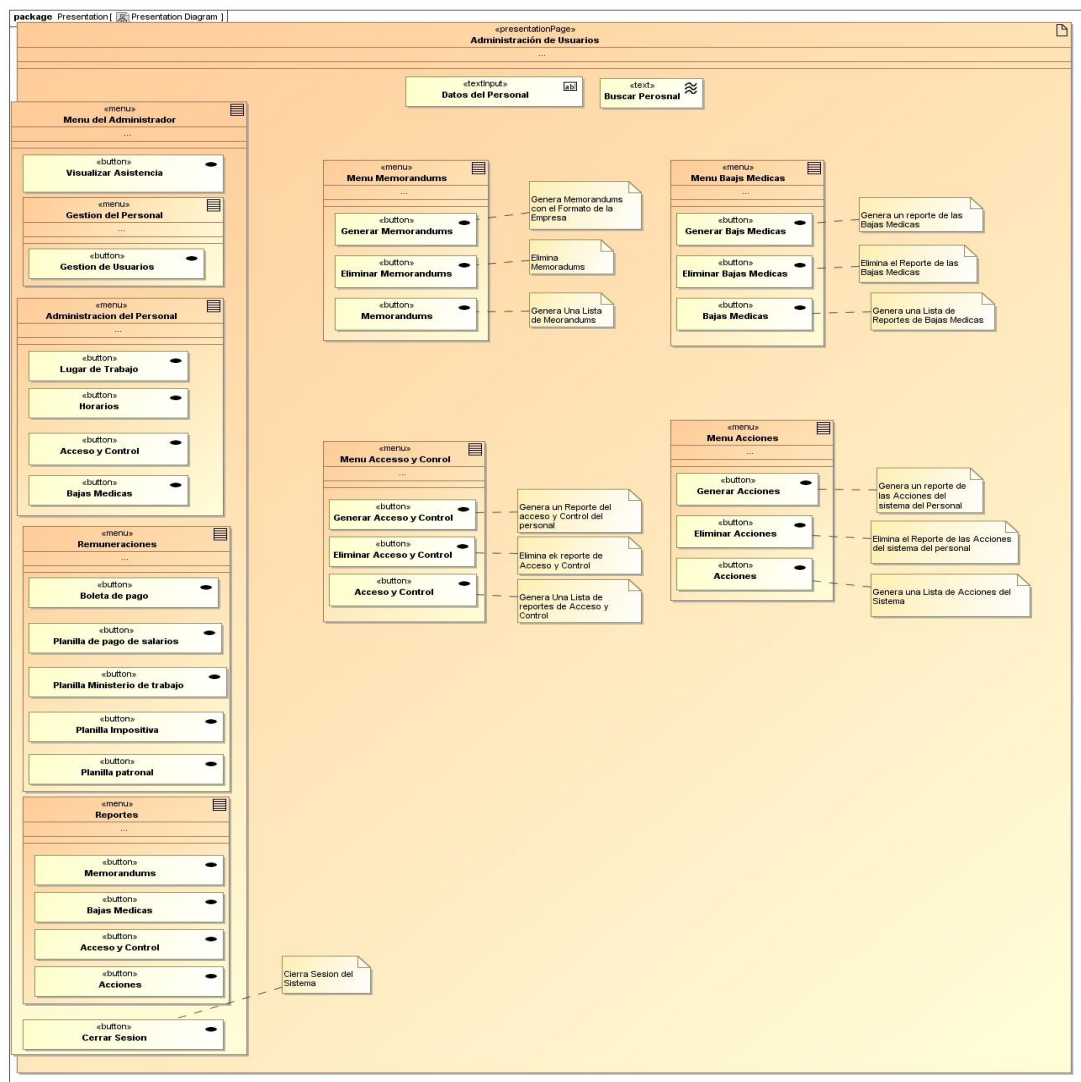 package Presentation [ Presentation Diagram ]
«presentationPage»
Administración de Usuarios
...
«textInput»
Datos del Personal
ab
«text»
Buscar Perosnal
«menu»
Menu del Administrador
...
«button»
Visualizar Asistencia
«menu»
Gestion del Personal
...
«button»
Gestion de Usuarios
«menu»
Administracion del Personal
...
«button»
Lugar de Trabajo
«button»
Horarios
«button»
Acceso y Control
«button»
Bajas Medicas
«menu»
Remuneraciones
...
«button»
Boleta de pago
«button»
Planilla de pago de salarios
«button»
Planilla Ministerio de trabajo
«button»
Planilla Impositiva
«button»
Planilla patronal
«menu»
Reportes
...
«button»
Memorandums
«button»
Bajas Medicas
«button»
Acceso y Control
«button»
Acciones
«button»
Cerrar Sesion
Cierra Sesion del
Sistema
«menu»
Menu Memorandums
...
«button»
Generar Memorandums
Genera Memorandums
con el Formato de la
Empresa
«button»
Eliminar Memorandums
Elimina
Memoradums
«button»
Memorandums
Genera Una Lista
de Meorandums
«menu»
Menu Baajs Medicas
...
«button»
Generar Bajs Medicas
Genera un reporte de las
Bajas Medicas
«button»
Eliminar Bajas Medicas
Elimina el Reporte de las
Bajas Medicas
«button»
Bajas Medicas
Genera una Lista de
Reportes de Bajas Medicas
«menu»
Menu Accesso y Conrol
...
«button»
Generar Acceso y Control
Genera un Reporte del
acceso y Control del
personal
«button»
Eliminar Acceso y Control
Elimina ek reporte de
Acceso y Control
«button»
Acceso y Control
Genera Una Lista de
reportes de Acceso y
Control
«menu»
Menu Acciones
...
«button»
Generar Acciones
Genera un reporte de
las Acciones del
sistema del Personal
«button»
Eliminar Acciones
Elimina el Reporte de las Acciones
del sistema del personal
«button»
Acciones
Genera una Lista de Acciones del
Sistema